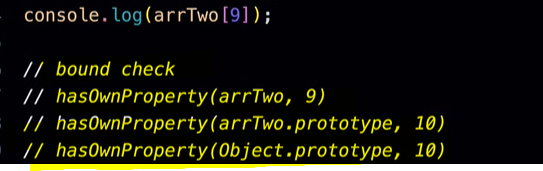 console.log(arrTwo[9]);
// bound check
// hasOwnProperty(arrTwo, 9)
// hasOwnProperty(arrTwo.prototype, 10)
// hasOwnProperty(Object.prototype, 10)